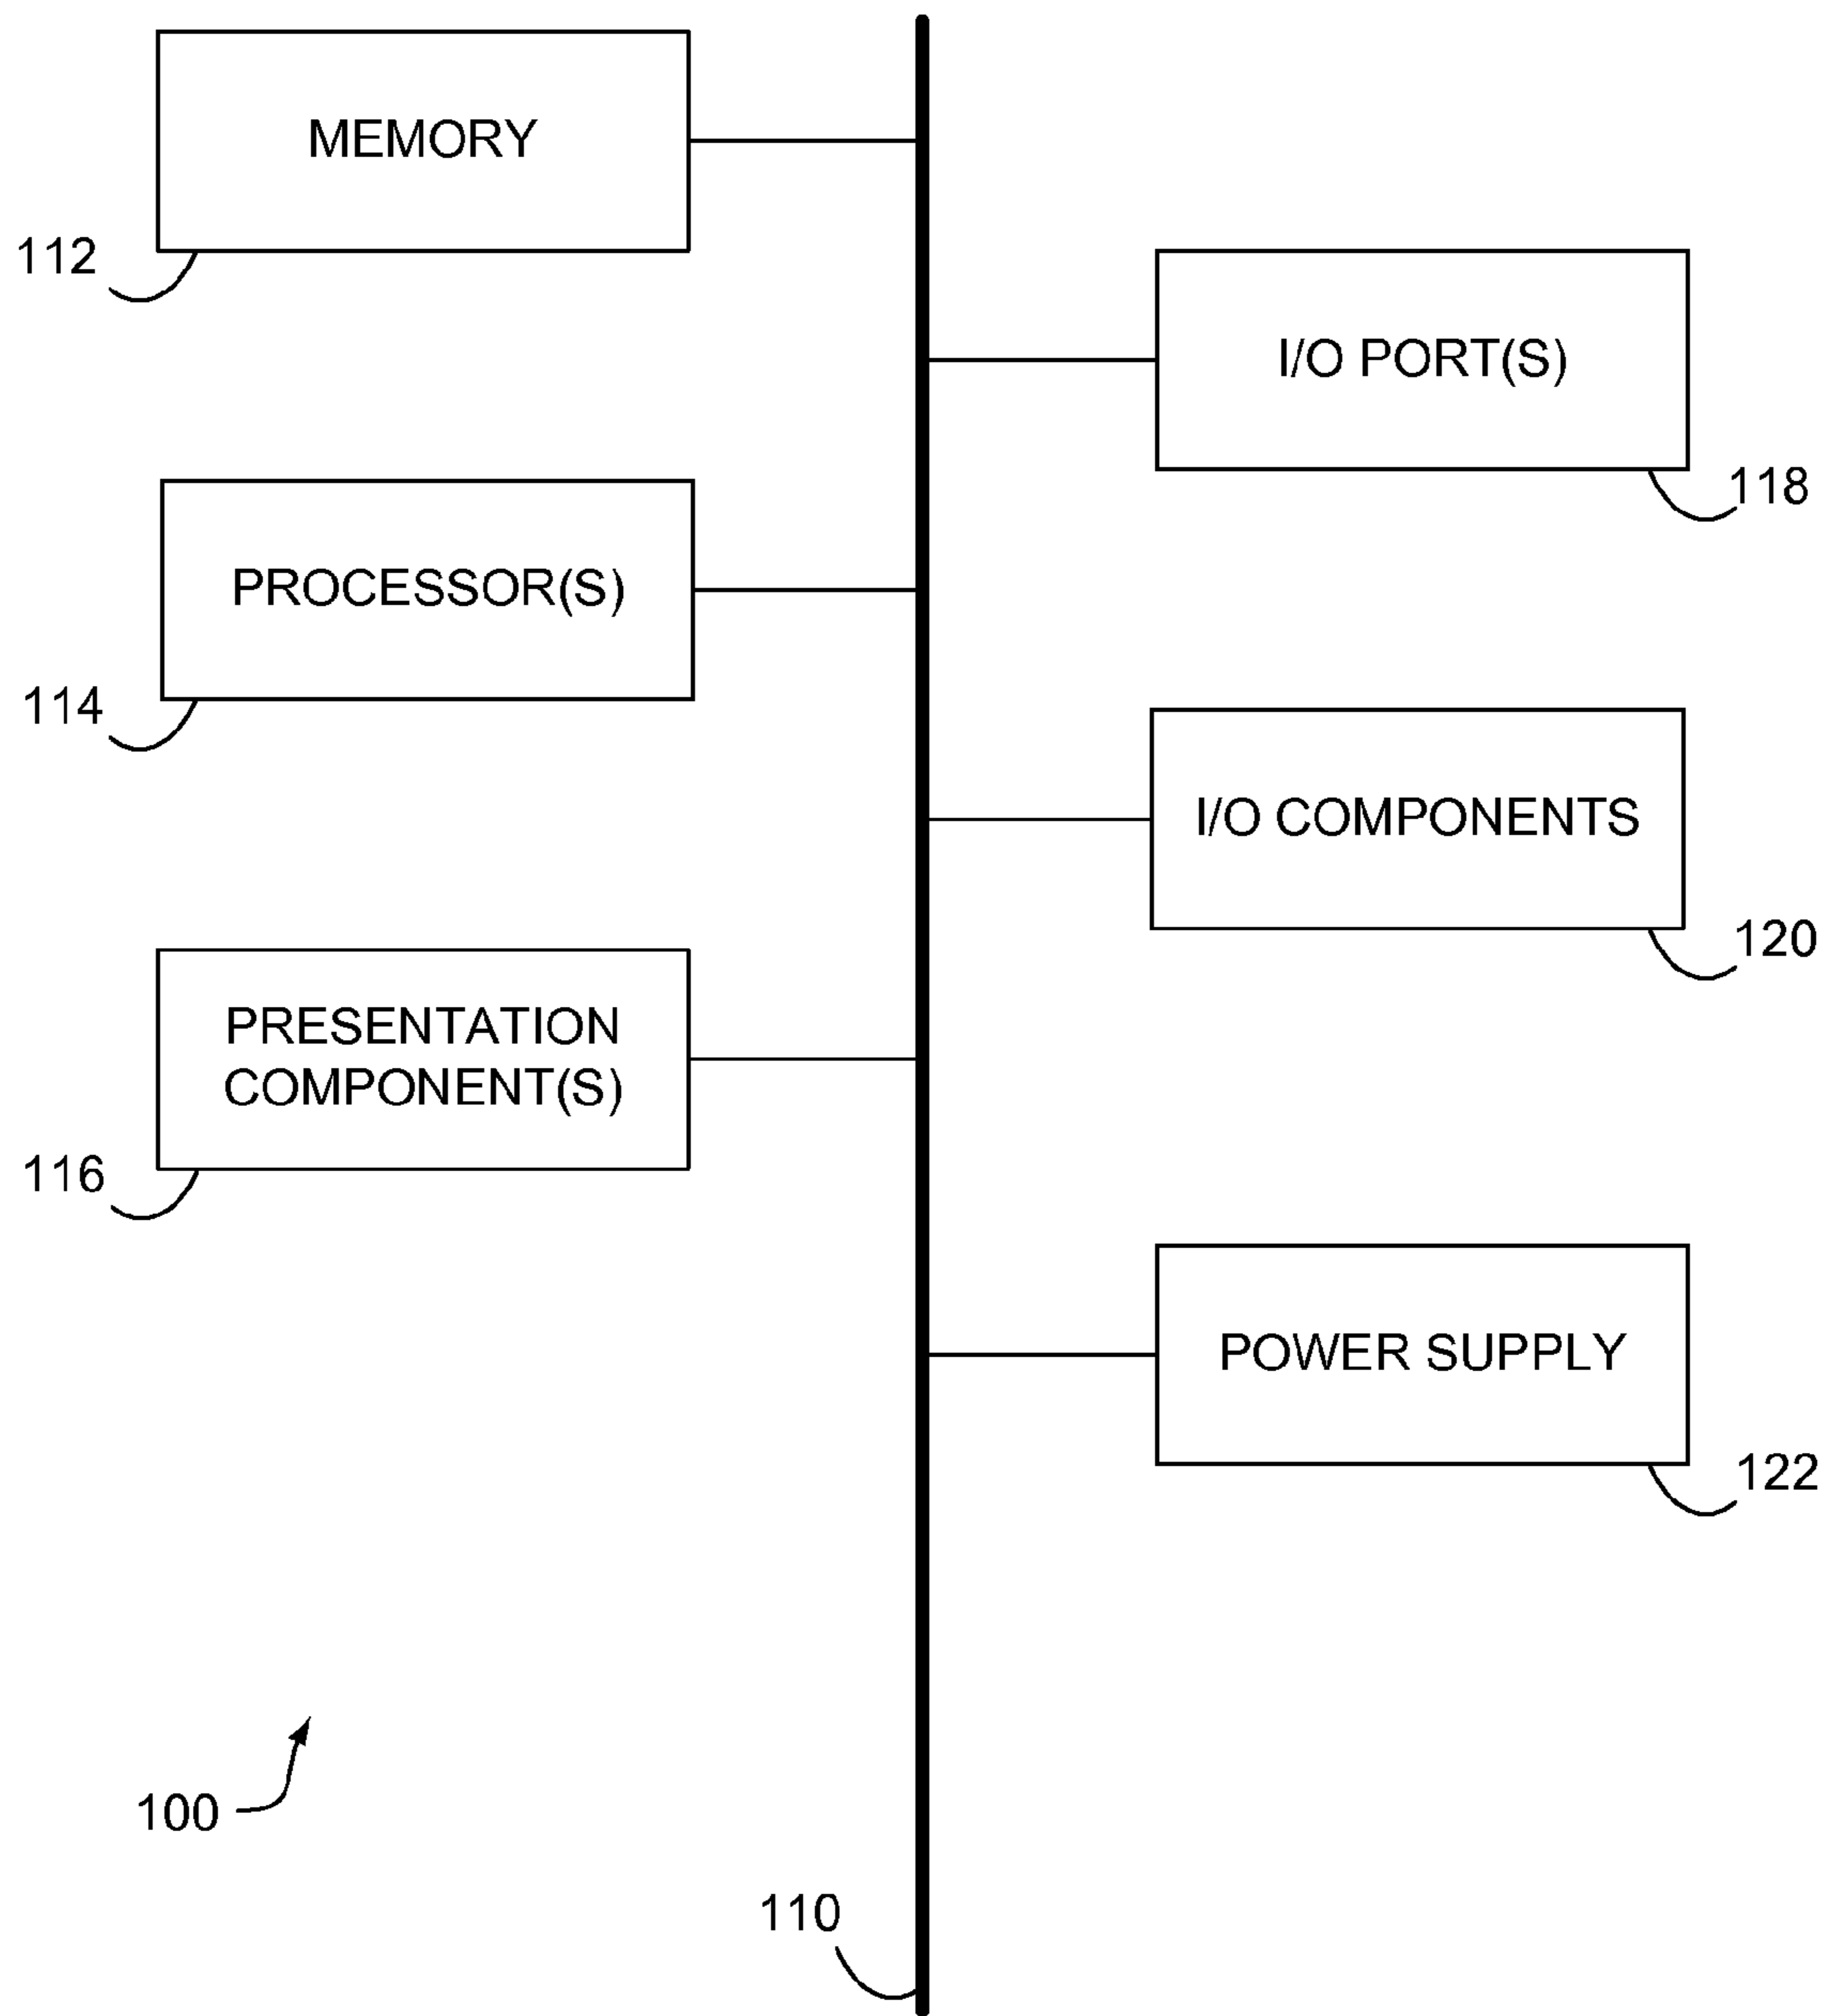 MEMORY
112
I/O PORT(S)
118
PROCESSOR(S)
114
I/O COMPONENTS
120
PRESENTATION
COMPONENT(S)
116
POWER SUPPLY
122
100
110